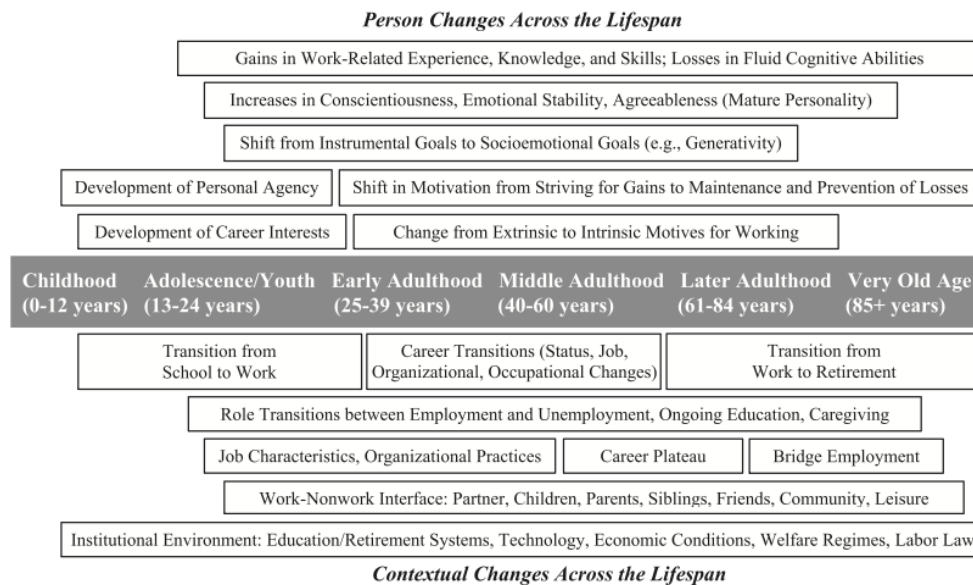 Person Changes Across the Lifespan
Gains in Work-Related Experience, Knowledge, and Skills; Losses in Fluid Cognitive Abilities
Increases in Conscientiousness, Emotional Stability, Agreeableness (Mature Personality)
Shift from Instrumental Goals to Socioemotional Goals (e.g., Generativity)
Development of Personal Agency
Shift in Motivation from Striving for Gains to Maintenance and Prevention of Losses
Development of Career Interests
Change from Extrinsic to Intrinsic Motives for Working
Childhood
(0-12 years)
Adolescence/Youth
(13-24 years)
Early Adulthood
(25-39 years)
Middle Adulthood
(40-60 years)
Later Adulthood
(61-84 years)
Very Old Age
(85+ years)
Transition from
School to Work
Career Transitions (Status, Job,
Organizational, Occupational Changes)
Transition from
Work to Retirement
Role Transitions between Employment and Unemployment, Ongoing Education, Caregiving
Job Characteristics, Organizational Practices
Career Plateau
Bridge Employment
Work-Nonwork Interface: Partner, Children, Parents, Siblings, Friends, Community, Leisure
Institutional Environment: Education/Retirement Systems, Technology, Economic Conditions, Welfare Regimes, Labor Law
Contextual Changes Across the Lifespan